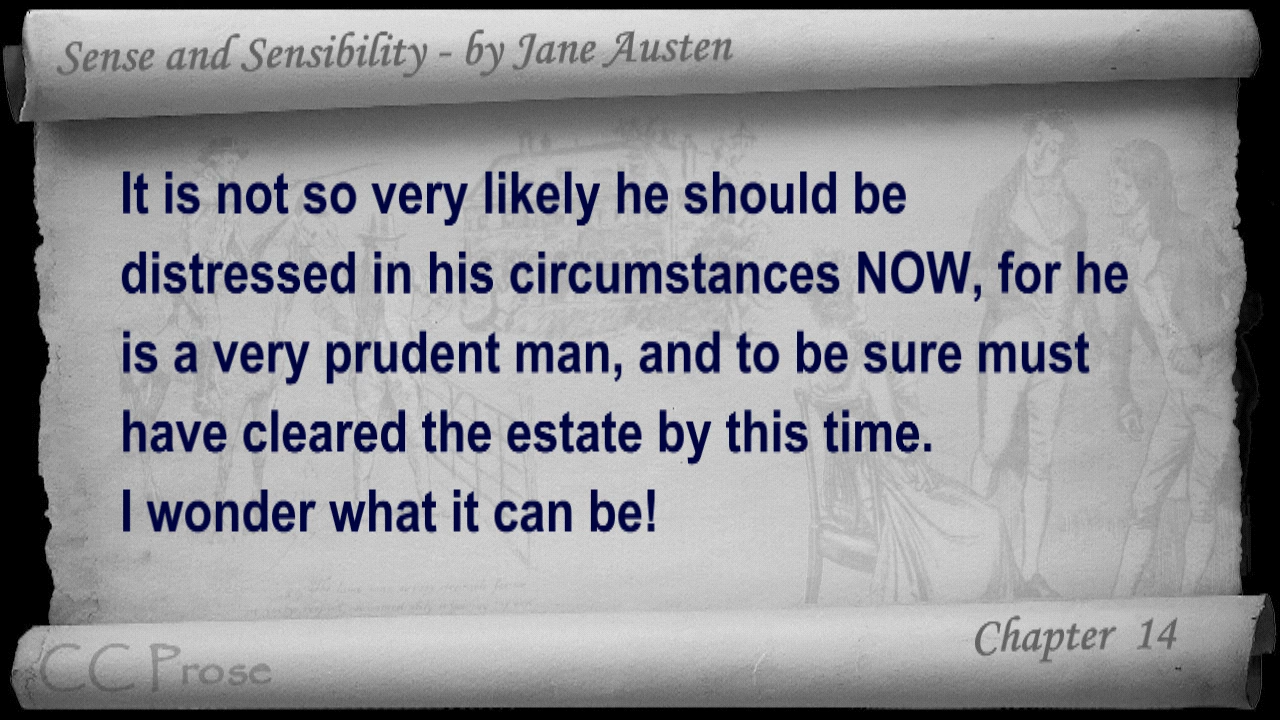 Sense and Sensibility - by Jane Austen
It is not so very likely he should be
distressed in his circumstances NOW, for he
is a very prudent man, and to be sure must
have cleared the estate by this time.
I wonder what it can be!
Chapter 14
CC Prose